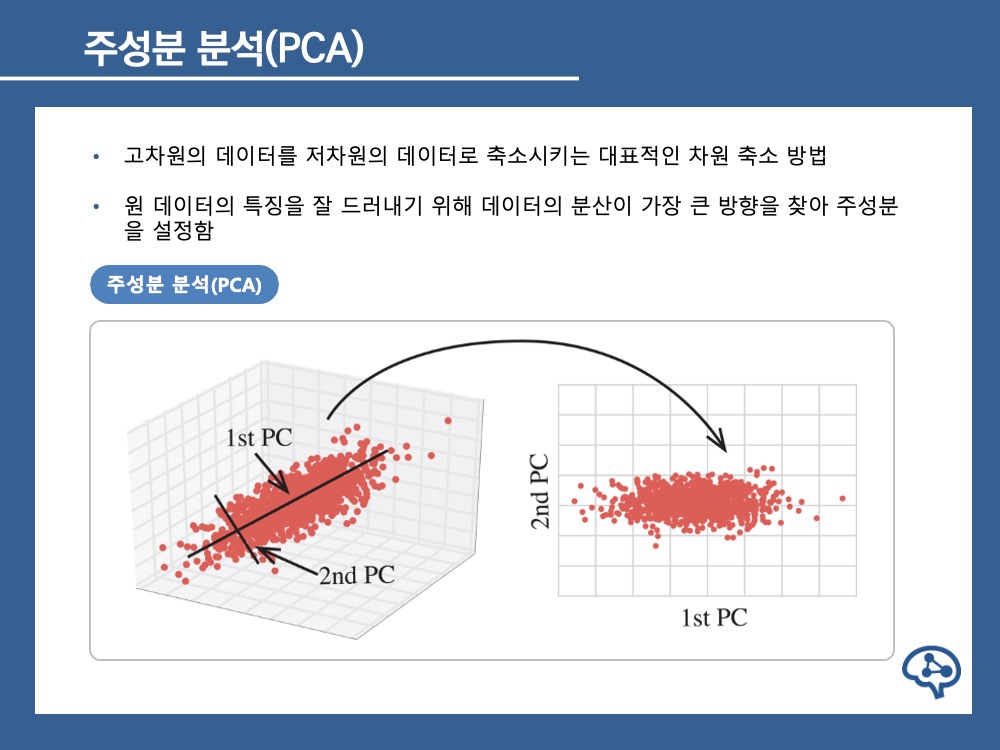 주성분 분석(PCA)
• 고차원의 데이터를 저차원의 데이터로 축소시키는 대표적인 차원 축소 방법
• 원 데이터의 특징을 잘 드러내기 위해 데이터의 분산이 가장 큰 방향을 찾아 주성분
을 설정함
주성분 분석(PCA)
1st PC
2nd PC
2nd PC
1st PC